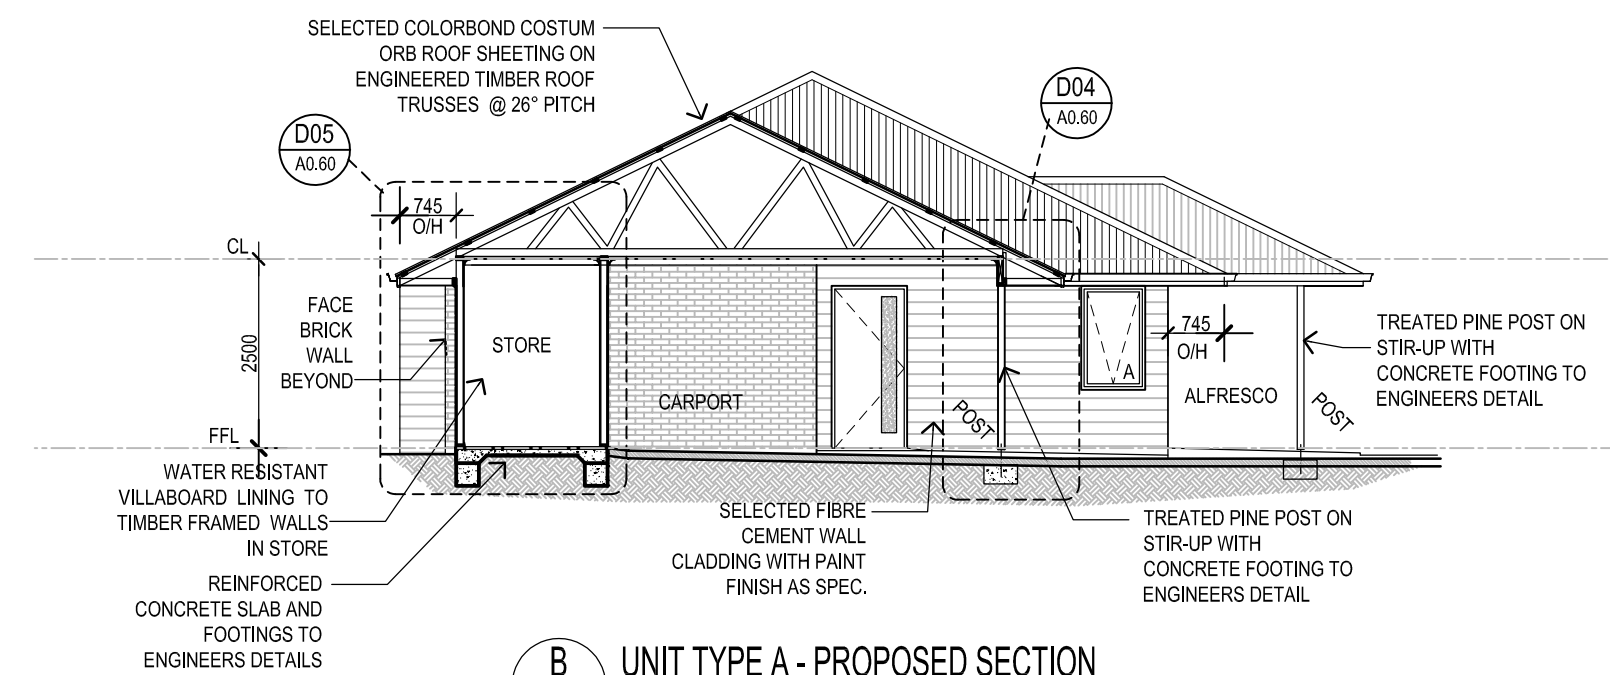 SELECTED COLORBOND COSTUM
ORB ROOF SHEETING ON
ENGINEERED TIMBER ROOF
TRUSSES @ 26° PITCH
D05
A0.60
D04
A0.60
745
O/H
CL
2500
FFL
FACE
BRICK
WALL
BEYOND
STORE
CARPORT
POST
A
745
O/H
ALFRESCO
POST
TREATED PINE POST ON
STIR-UP WITH
CONCRETE FOOTING TO
ENGINEERS DETAIL
WATER RESISTANT
VILLABOARD LINING TO
TIMBER FRAMED WALLS
IN STORE
REINFORCED
CONCRETE SLAB AND
FOOTINGS TO
ENGINEERS DETAILS
SELECTED FIBRE
CEMENT WALL
CLADDING WITH PAINT
FINISH AS SPEC.
TREATED PINE POST ON
STIR-UP WITH
CONCRETE FOOTING TO
ENGINEERS DETAIL
B
UNIT TYPE A - PROPOSED SECTION